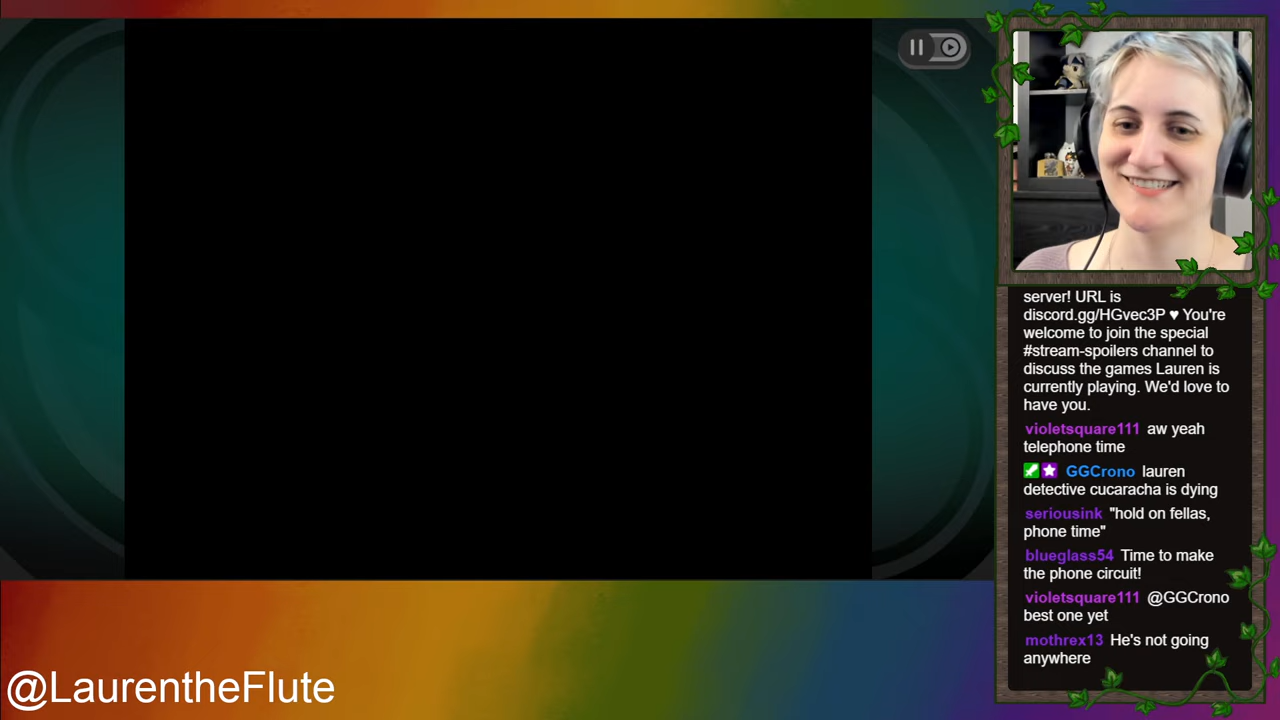 server! URL is
discord.gg/HGvec3P ♥ You're
welcome to join the special
#stream-spoilers channel to
discuss the games Lauren is
currently playing. We'd love to
have you.
violetsquare111 aw yeah
telephone time
GGCrono lauren
detective cucaracha is dying
seriousink "hold on fellas,
phone time"
blueglass54 Time to make
the phone circuit!
violetsquare111 @GGCrono
best one yet
mothrex13 He's not going
anywhere
@LaurentheFlute